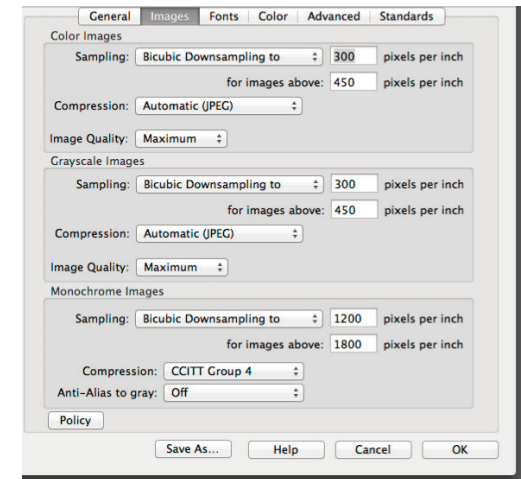 General Images Fonts Color Advanced Standards
Color Images
Sampling: Bicubic Downsampling to 300 pixels per inch
for images above: 450 pixels per inch
Compression: Automatic (JPEG)
Image Quality: Maximum
Grayscale Images
Sampling: Bicubic Downsampling to 300 pixels per inch
for images above: 450 pixels per inch
Compression: Automatic (JPEG)
Image Quality: Maximum
Monochrome Images
Sampling: Bicubic Downsampling to 1200 pixels per inch
for images above: 1800 pixels per inch
Compression: CCITT Group 4
Anti-Alias to gray: Off
Policy
Save As... Help Cancel OK